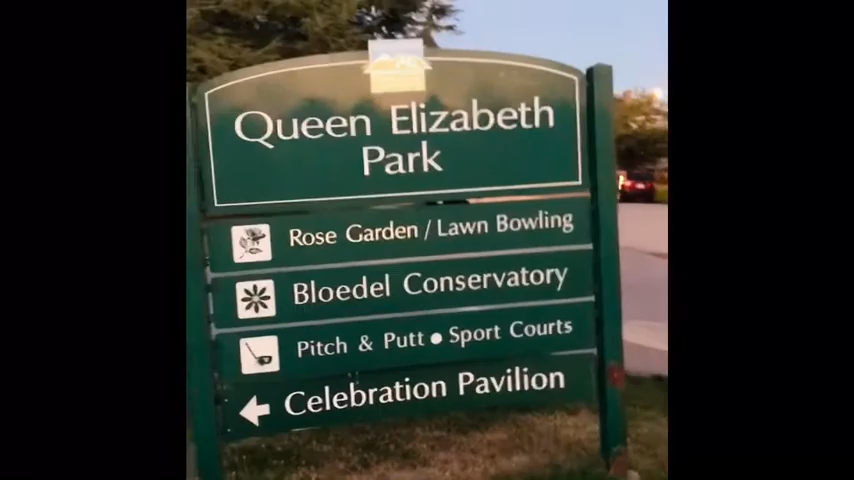 Queen Elizabeth
Park
Rose Garden / Lawn Bowling
Bloedel Conservatory
Pitch & Putt • Sport Courts
Celebration Pavilion